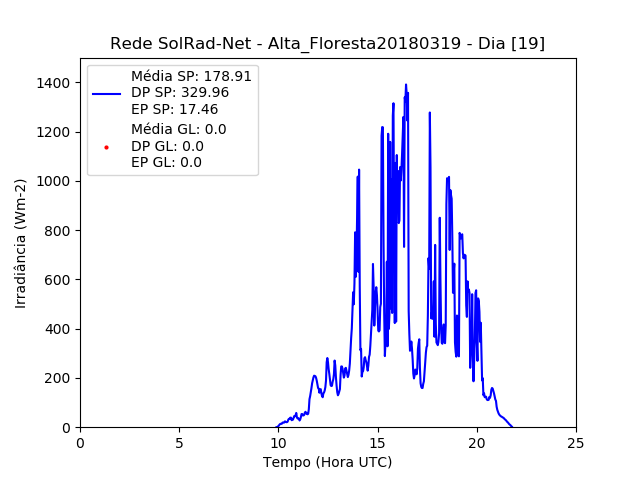 Rede SolRad-Net - Alta_Floresta20180319 - Dia [19]
Média SP: 178.91
DP SP: 329.96
EP SP: 17.46
Média GL: 0.0
DP GL: 0.0
EP GL: 0.0
1400
1200
1000
800
600
400
200
0
Irradiância (Wm-2)
0 5 10 15 20 25
Tempo (Hora UTC)